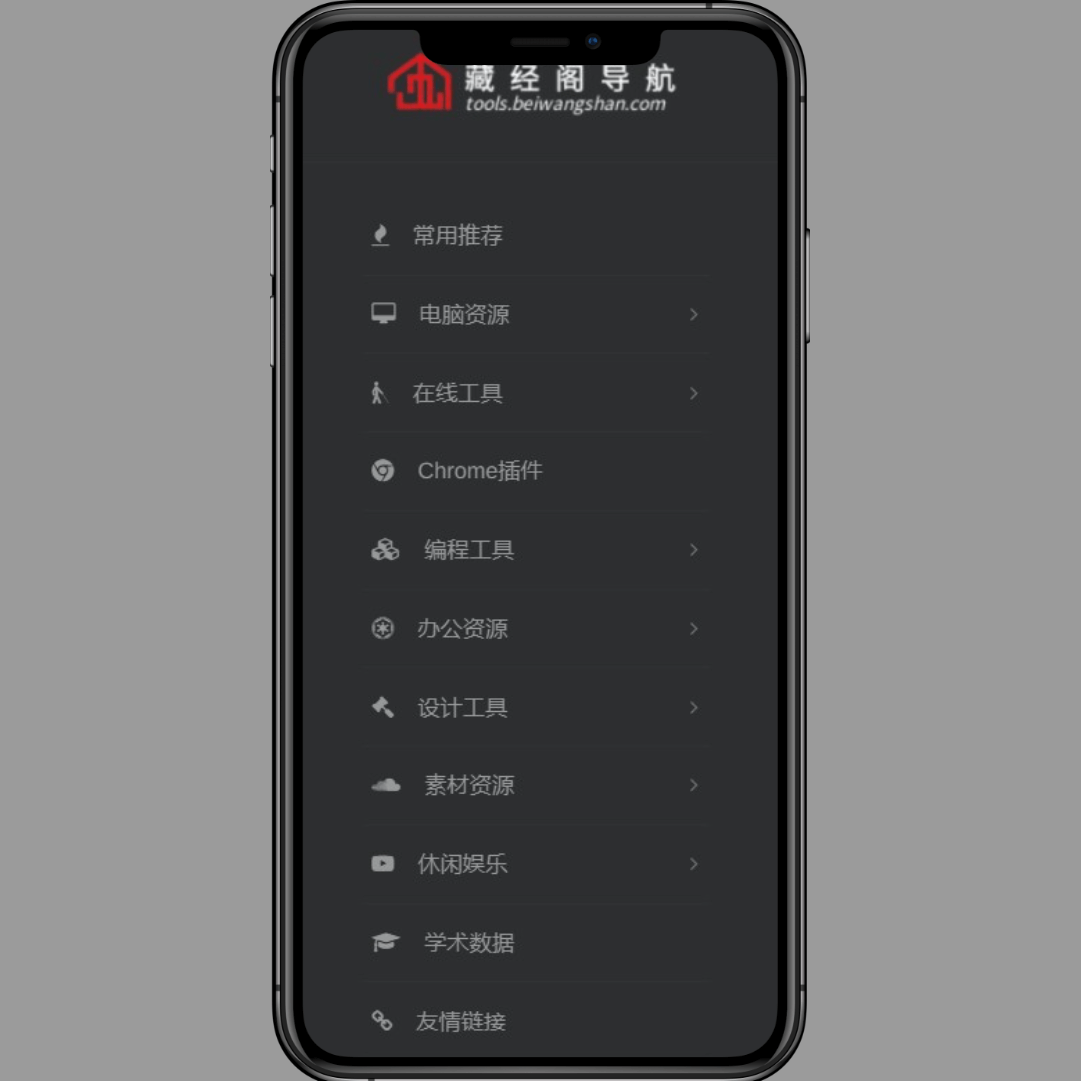 藏经阁导航
tools.beiwangshan.com
常用推荐
电脑资源
在线工具
Chrome插件
编程工具
办公资源
设计工具
素材资源
休闲娱乐
学术数据
友情链接